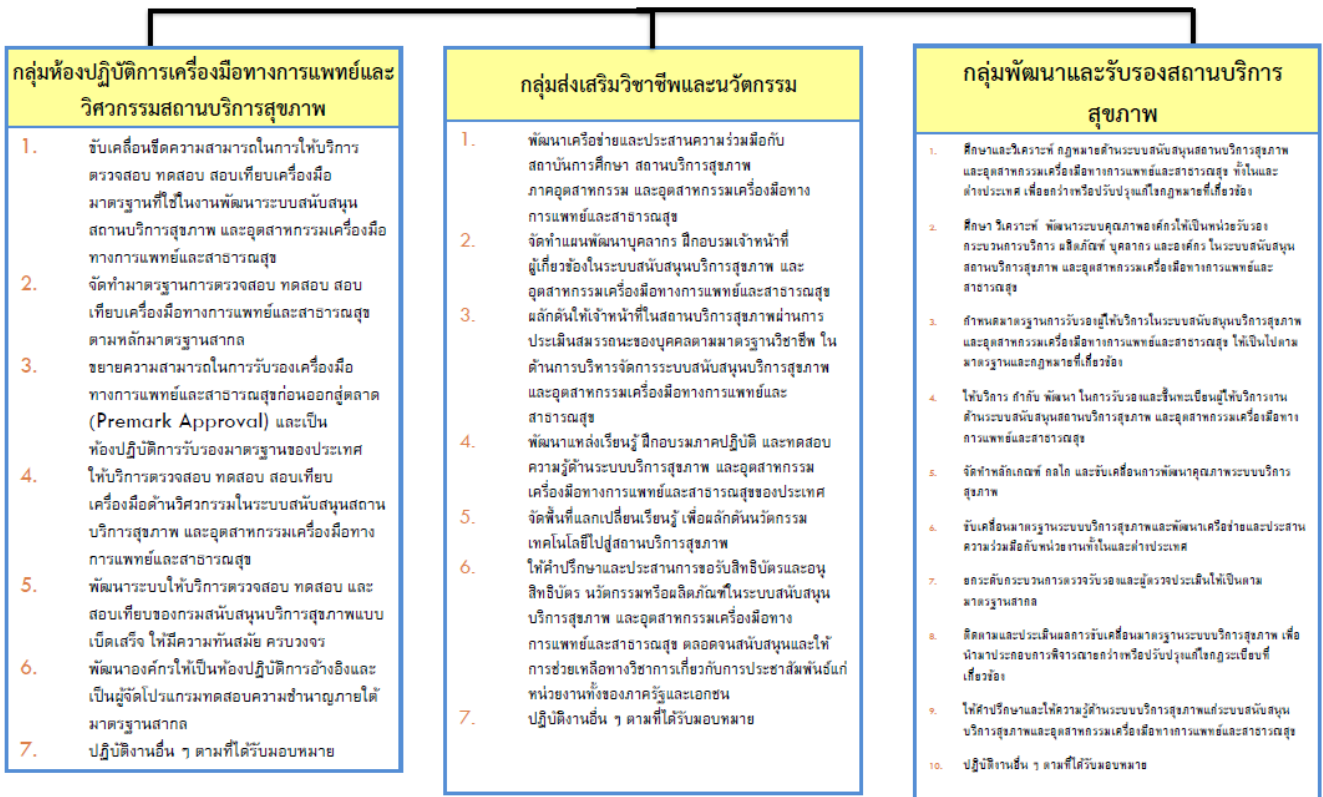 กลุ่มห้องปฏิบัติการเครื่องมือทางการแพทย์และ
วิศวกรรมสถานบริการสุขภาพ
1. ขับเคลื่อนขีดความสามารถในการให้บริการ
ตรวจสอบ ทดสอบ สอบเทียบเครื่องมือ
มาตรฐานที่ใช้ในงานพัฒนาระบบสนับสนุน
สถานบริการสุขภาพ และอุตสาหกรรมเครื่องมือ
ทางการแพทย์และสาธารณสุข
2. จัดทำมาตรฐานการตรวจสอบ ทดสอบ สอบ
เทียบเครื่องมือทางการแพทย์และสาธารณสุข
ตามหลักมาตรฐานสากล
3. ขยายความสามารถในการรับรองเครื่องมือ
ทางการแพทย์และสาธารณสุขก่อนออกสู่ตลาด
(Premark Approval) และเป็น
ห้องปฏิบัติการรับรองมาตรฐานของประเทศ
4. ให้บริการตรวจสอบ ทดสอบ สอบเทียบ
เครื่องมือด้านวิศวกรรมในระบบสนับสนุนสถาน
บริการสุขภาพ และอุตสาหกรรมเครื่องมือทาง
การแพทย์และสาธารณสุข
5. พัฒนาระบบให้บริการตรวจสอบ ทดสอบ และ
สอบเทียบของกรมสนับสนุนบริการสุขภาพแบบ
เบ็ดเสร็จ ให้มีความทันสมัย ครบวงจร
6. พัฒนาองค์กรให้เป็นห้องปฏิบัติการอ้างอิงและ
เป็นผู้จัดโปรแกรมทดสอบความชำนาญภายใต้
มาตรฐานสากล
7. ปฏิบัติงานอื่น ๆ ตามที่ได้รับมอบหมาย
กลุ่มส่งเสริมวิชาชีพและนวัตกรรม
1. พัฒนาเครือข่ายและประสานความร่วมมือกับ
สถาบันการศึกษา สถานบริการสุขภาพ
ภาคอุตสาหกรรม และอุตสาหกรรมเครื่องมือทาง
การแพทย์และสาธารณสุข
2. จัดทำแผนพัฒนาบุคลากร ฝึกอบรมเจ้าหน้าที่
ผู้เกี่ยวข้องในระบบสนับสนุนบริการสุขภาพ และ
อุตสาหกรรมเครื่องมือทางการแพทย์และสาธารณสุข
3. ผลักดันให้เจ้าหน้าที่ในสถานบริการสุขภาพผ่านการ
ประเมินสมรรถนะของบุคคลตามมาตรฐานวิชาชีพ ใน
ด้านการบริหารจัดการระบบสนับสนุนบริการสุขภาพ
และอุตสาหกรรมเครื่องมือทางการแพทย์และ
สาธารณสุข
4. พัฒนาแหล่งเรียนรู้ ฝึกอบรมภาคปฏิบัติ และทดสอบ
ความรู้ด้านระบบบริการสุขภาพ และอุตสาหกรรม
เครื่องมือทางการแพทย์และสาธารณสุขของประเทศ
5. จัดพื้นที่แลกเปลี่ยนเรียนรู้ เพื่อผลักดันนวัตกรรม
เทคโนโลยีไปสู่สถานบริการสุขภาพ
6. ให้คำปรึกษาและประสานการขอรับสิทธิบัตรและอนุ
สิทธิบัตร นวัตกรรมหรือผลิตภัณฑ์ในระบบสนับสนุน
บริการสุขภาพ และอุตสาหกรรมเครื่องมือทาง
การแพทย์และสาธารณสุข ตลอดจนสนับสนุนและให้
การช่วยเหลือทางวิชาการเกี่ยวกับการประชาสัมพันธ์แก่
หน่วยงานทั้งของภาครัฐและเอกชน
7. ปฏิบัติงานอื่น ๆ ตามที่ได้รับมอบหมาย
กลุ่มพัฒนาและรับรองสถานบริการ
สุขภาพ
1. ศึกษาและวิเคราะห์ กฎหมายด้านระบบสนับสนุนสถานบริการสุขภาพ
และอุตสาหกรรมเครื่องมือทางการแพทย์และสาธารณสุข ทั้งในและ
ต่างประเทศ เพื่อยกร่างหรือปรับปรุงแก้ไขกฎหมายที่เกี่ยวข้อง
2. ศึกษา วิเคราะห์ พัฒนาระบบคุณภาพองค์กรให้เป็นหน่วยรับรอง
กระบวนการบริการ ผลิตภัณฑ์ บุคลากร และองค์กร ในระบบสนับสนุน
สถานบริการสุขภาพ และอุตสาหกรรมเครื่องมือทางการแพทย์และ
สาธารณสุข
3. กำหนดมาตรฐานการรับรองผู้ให้บริการในระบบสนับสนุนบริการสุขภาพ
และอุตสาหกรรมเครื่องมือทางการแพทย์และสาธารณสุข ให้เป็นไปตาม
มาตรฐานและกฎหมายที่เกี่ยวข้อง
4. ให้บริการ กำกับ พัฒนา ในการรับรองและขึ้นทะเบียนผู้ให้บริการงาน
ด้านระบบสนับสนุนสถานบริการสุขภาพ และอุตสาหกรรมเครื่องมือทาง
การแพทย์และสาธารณสุข
5. จัดทำหลักเกณฑ์ กลไก และขับเคลื่อนการพัฒนาคุณภาพระบบบริการ
สุขภาพ
6. ขับเคลื่อนมาตรฐานระบบบริการสุขภาพและพัฒนาเครือข่ายและประสาน
ความร่วมมือกับหน่วยงานทั้งในและต่างประเทศ
7. ยกระดับกระบวนการตรวจรับรองและผู้ตรวจประเมินให้เป็นตาม
มาตรฐานสากล
8. ติดตามและประเมินผลการขับเคลื่อนมาตรฐานระบบบริการสุขภาพ เพื่อ
นำมาประกอบการพิจารณายกร่างหรือปรับปรุงแก้ไขกฎระเบียบที่
เกี่ยวข้อง
9. ให้คำปรึกษาและให้ความรู้ด้านระบบบริการสุขภาพแก่ระบบสนับสนุน
บริการสุขภาพและอุตสาหกรรมเครื่องมือทางการแพทย์และสาธารณสุข
10. ปฏิบัติงานอื่น ๆ ตามที่ได้รับมอบหมาย